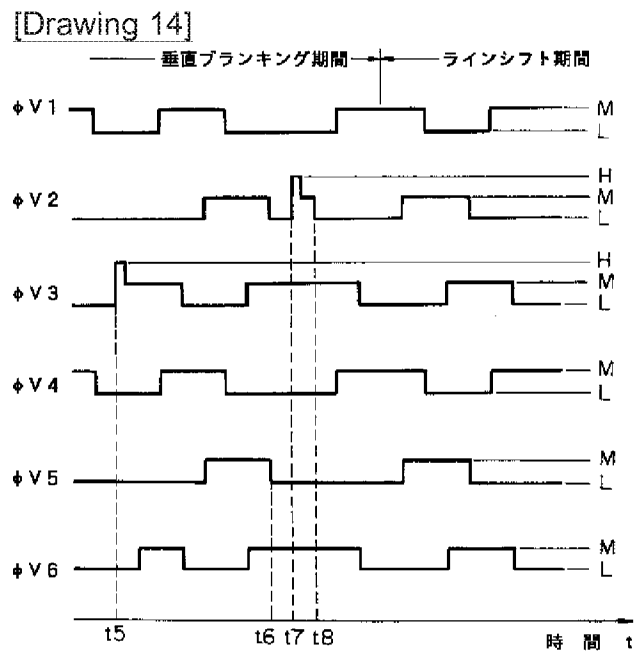 [Drawing 14]
垂直ブランキング期間 ラインシフト期間
φV1 M
L
H
φV2 M
L
H
φV3 M
L
φV4 M
L
φV5 M
L
φV6 M
L
t5 t6 t7 t8 時間 t